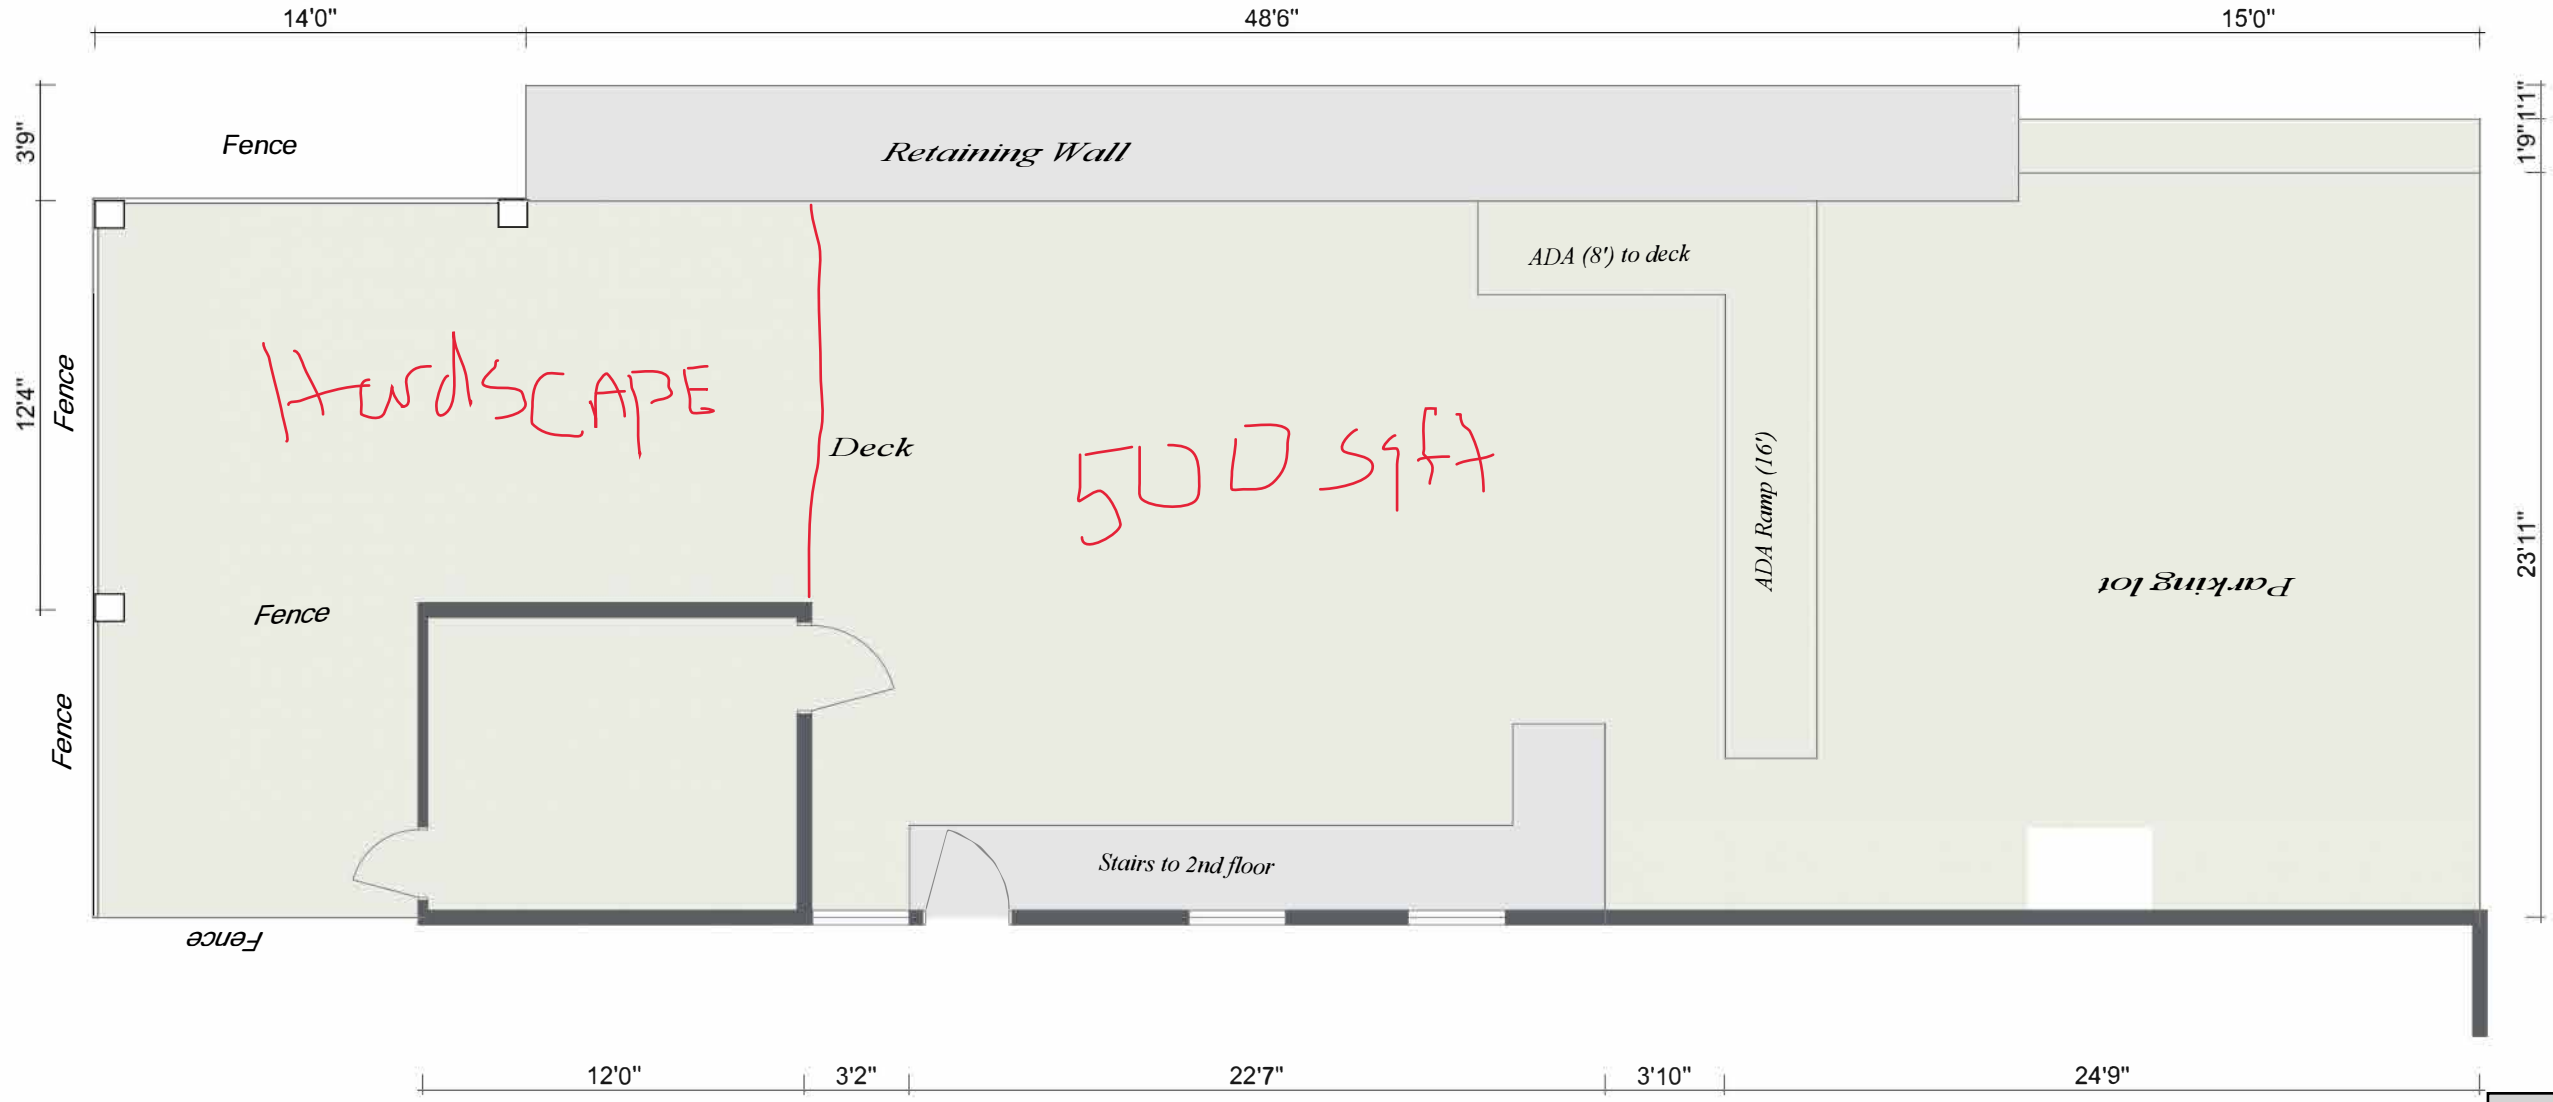 14'0" 48'6" 15'0"
3'9"
1'1"
1'9"
Fence
Retaining Wall
ADA (8') to deck
HardSCAPE
12'4"
Fence
Deck
500 sqft
ADA Ramp (16')
23'11"
Parking lot
Fence
Fence
Stairs to 2nd floor
Fence
12'0" 3'2" 22'7" 3'10" 24'9"